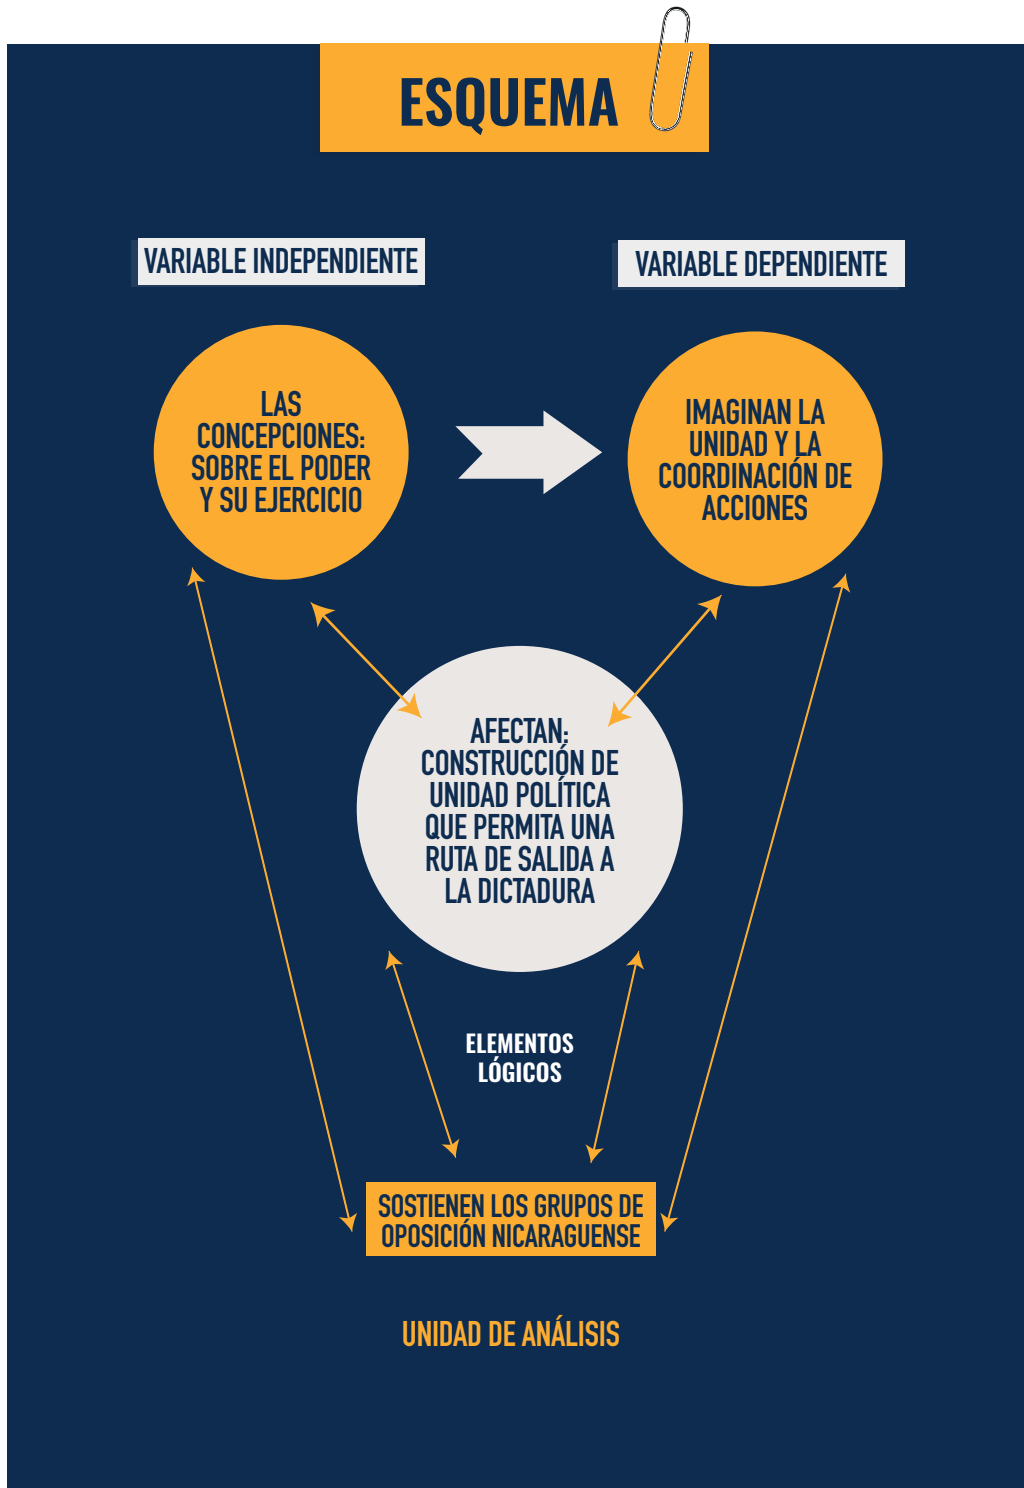 ESQUEMA
VARIABLE INDEPENDIENTE
VARIABLE DEPENDIENTE
LAS
CONCEPCIONES:
SOBRE EL PODER
Y SU EJERCICIO
IMAGINAN LA
UNIDAD Y LA
COORDINACIÓN DE
ACCIONES
AFECTAN:
CONSTRUCCIÓN DE
UNIDAD POLÍTICA
QUE PERMITA UNA
RUTA DE SALIDA A
LA DICTADURA
ELEMENTOS
LÓGICOS
SOSTIENEN LOS GRUPOS DE
OPOSICIÓN NICARAGUENSE
UNIDAD DE ANÁLISIS